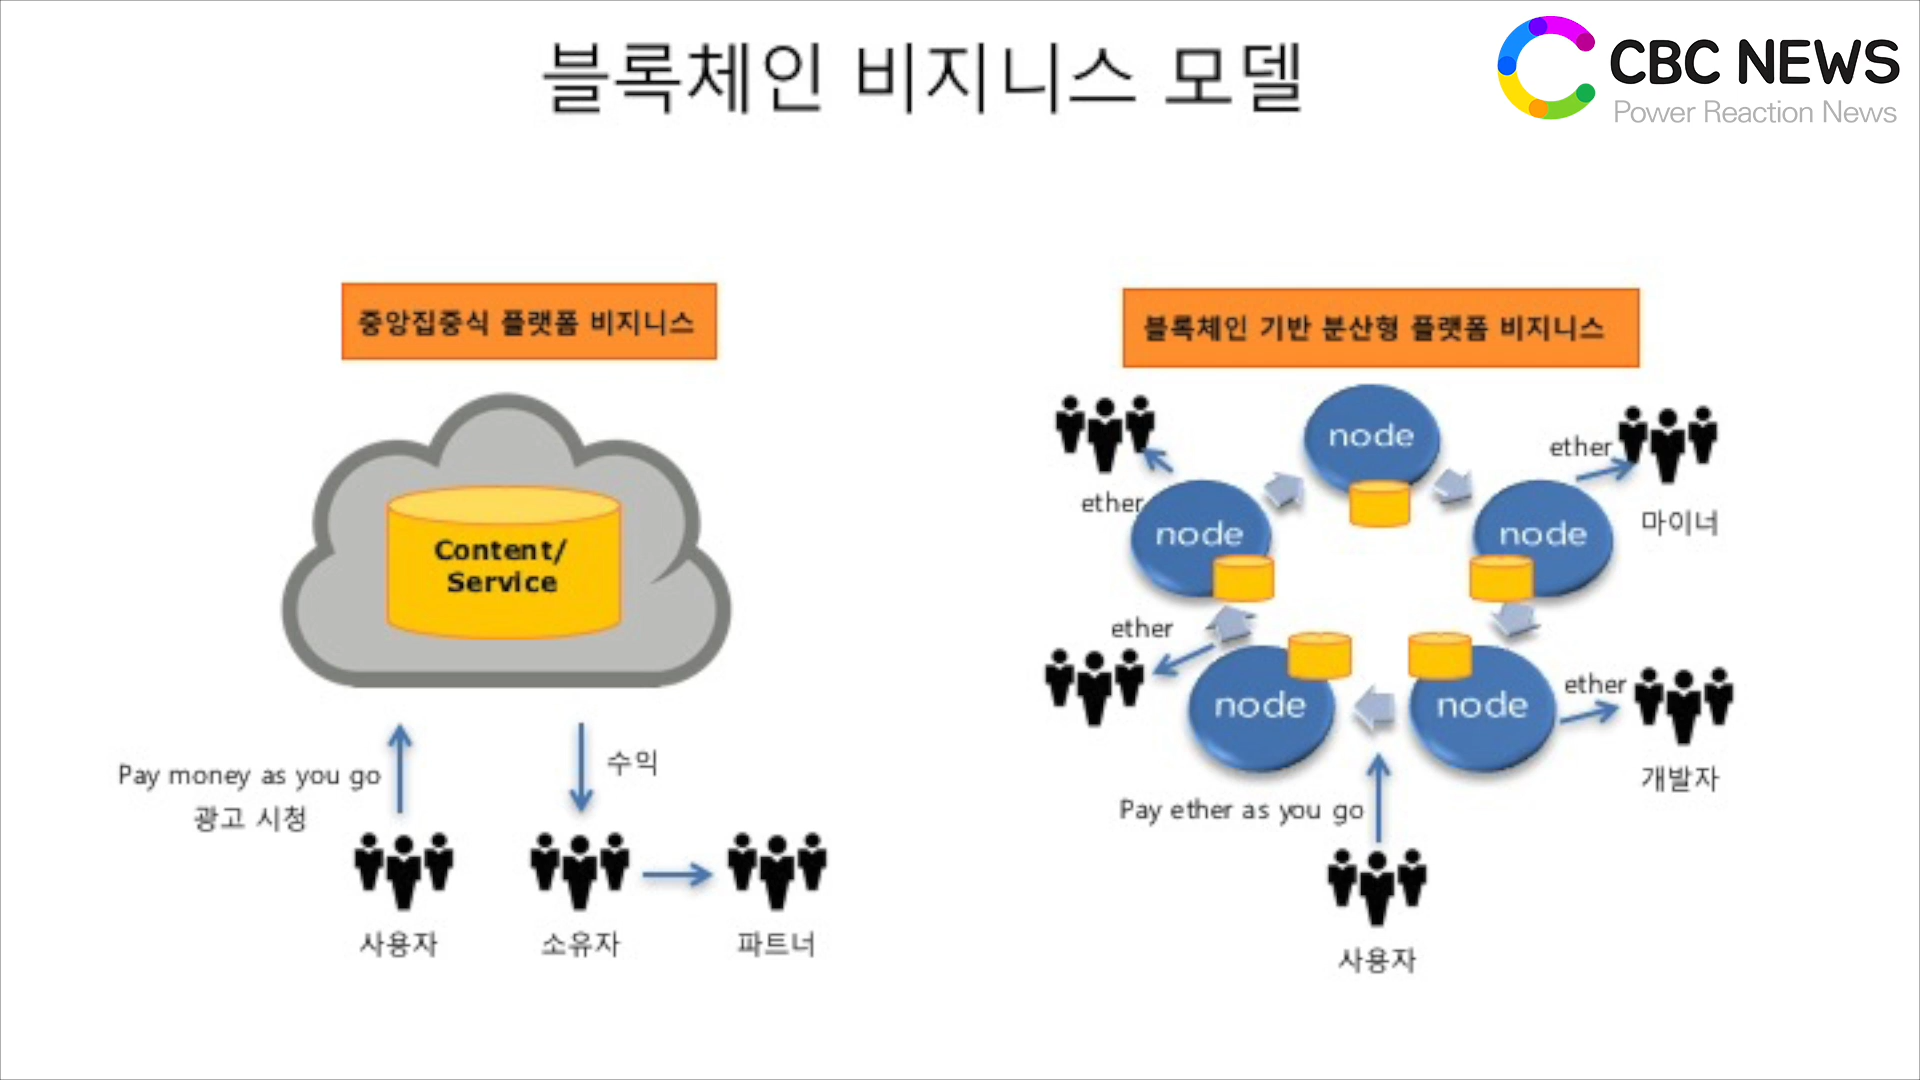 블록체인 비지니스 모델
CBC NEWS
Power Reaction News
중앙집중식 플랫폼 비지니스
Content/
Service
Pay money as you go
광고 시청
수익
사용자
소유자
파트너
블록체인 기반 분산형 플랫폼 비지니스
node
ether
마이너
ether
node
node
ether
node
node
ether
개발자
Pay ether as you go
사용자